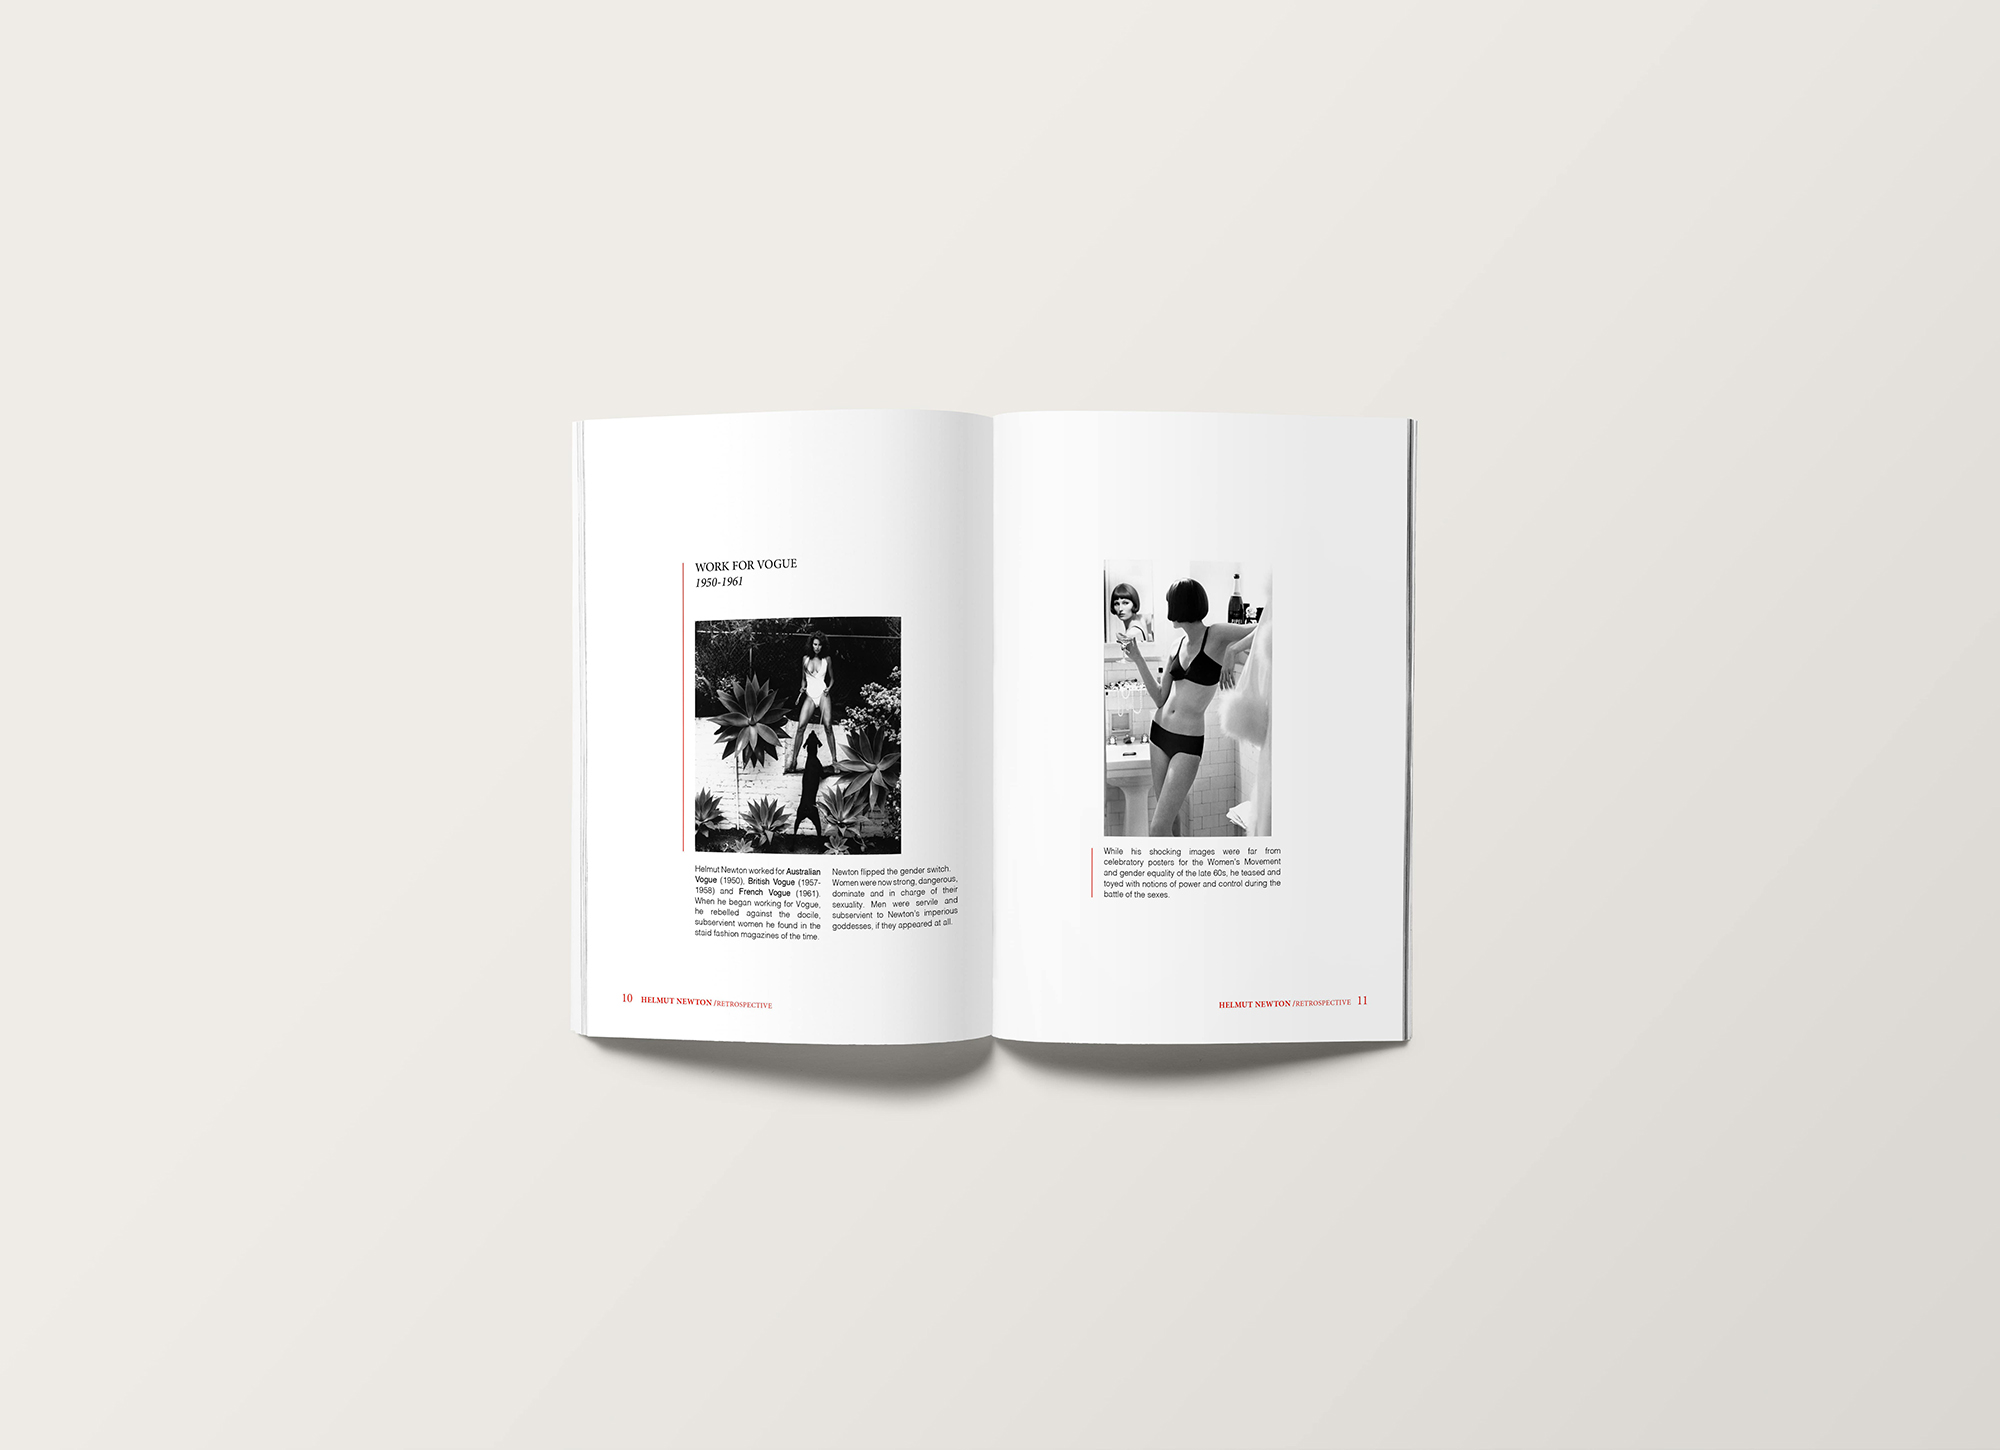 WORK FOR VOGUE
1950-1961
Helmut Newton worked for Australian
Vogue (1950), British Vogue (1957-
1958) and French Vogue (1961).
When he began working for Vogue,
he rebelled against the docile,
subservient women he found in the
staid fashion magazines of the time.
Newton flipped the gender switch.
Women were now strong, dangerous,
dominate and in charge of their
sexuality. Men were servile and
subservient to Newton's imperious
goddesses, if they appeared at all.
10 HELMUT NEWTON /RETROSPECTIVE
While his shocking images were far from
celebratory posters for the Women's Movement
and gender equality of the late 60s, he teased and
toyed with notions of power and control during the
battle of the sexes.
HELMUT NEWTON /RETROSPECTIVE 11